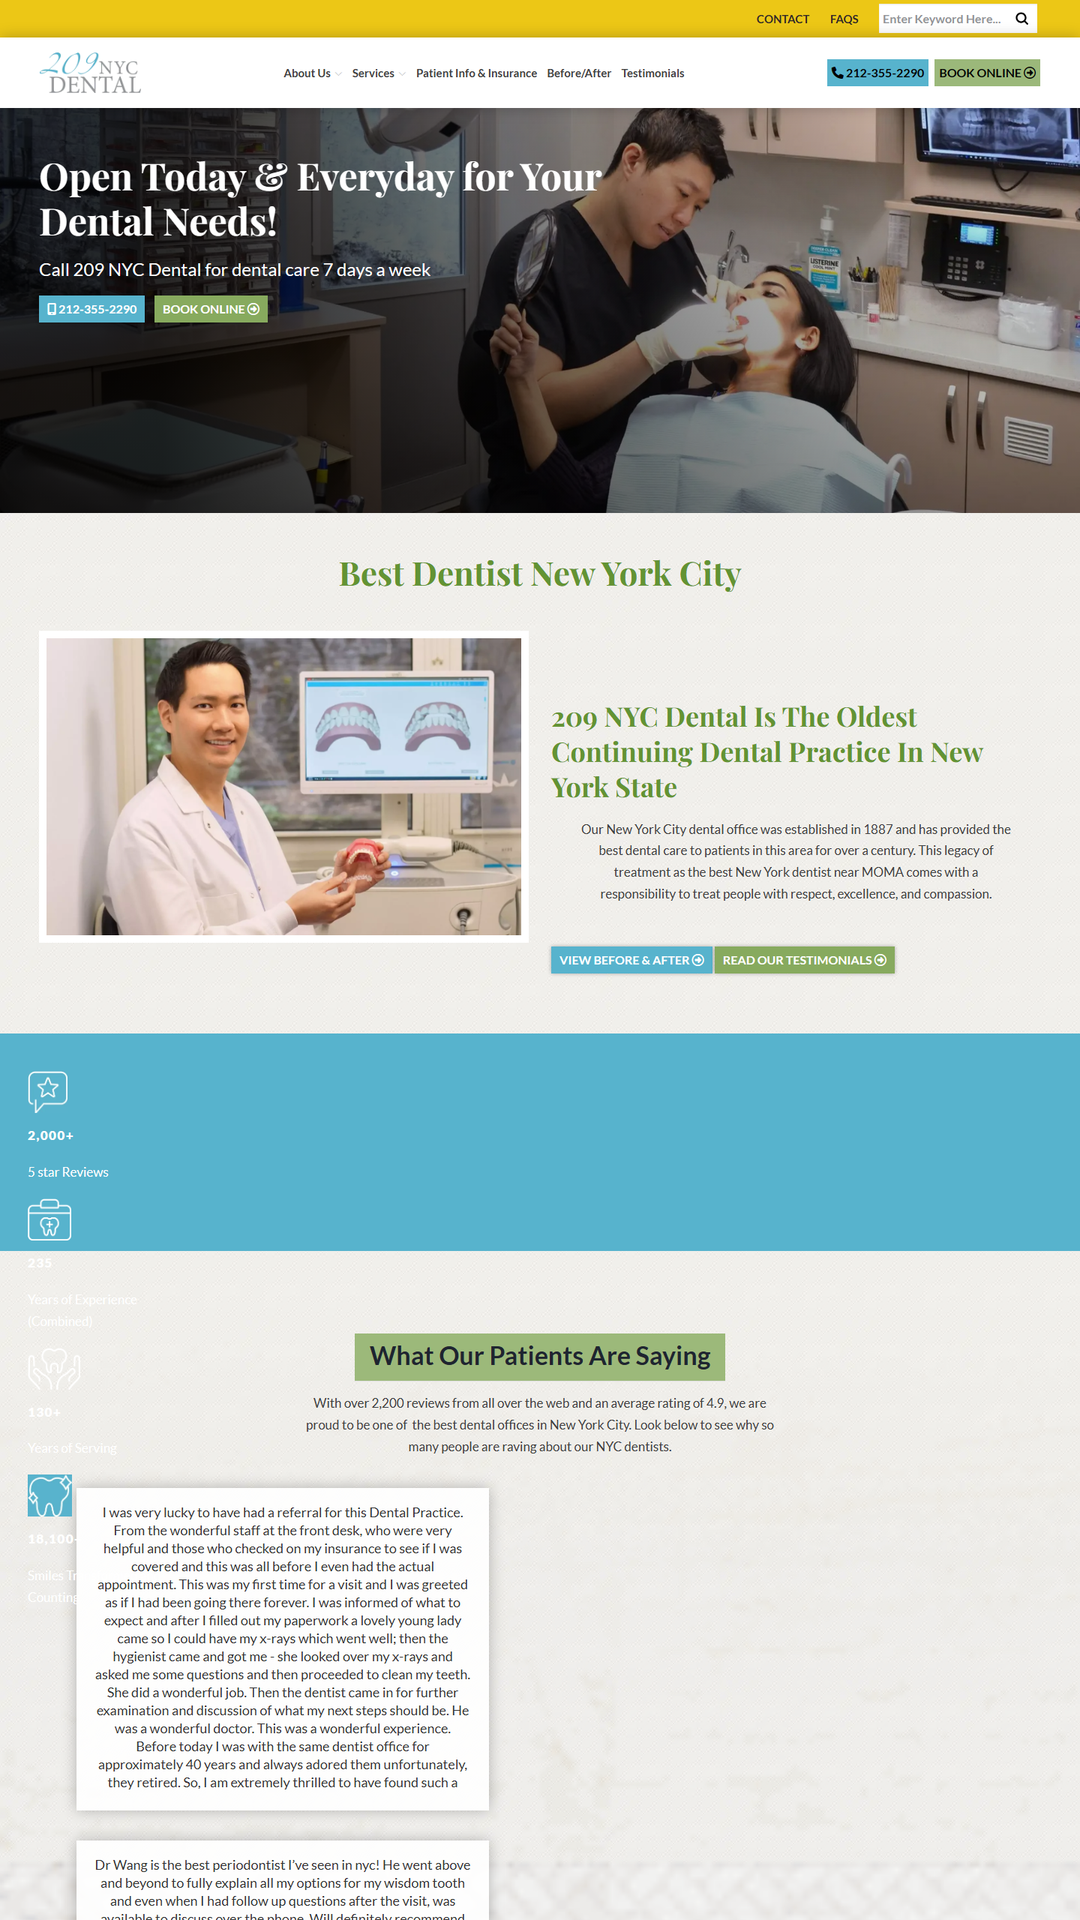 CONTACT FAQS Enter Keyword Here...
209 NYC
DENTAL
About Us Services Patient Info & Insurance Before/After Testimonials
212-355-2290 BOOK ONLINE
Open Today & Everyday for Your
Dental Needs!
Call 209 NYC Dental for dental care 7 days a week
212-355-2290 BOOK ONLINE
LISTERINE
Best Dentist New York City
209 NYC Dental Is The Oldest
Continuing Dental Practice In New
York State
Our New York City dental office was established in 1887 and has provided the
best dental care to patients in this area for over a century. This legacy of
treatment as the best New York dentist near MOMA comes with a
responsibility to treat people with respect, excellence, and compassion.
VIEW BEFORE & AFTER READ OUR TESTIMONIALS
2,000+
5 star Reviews
235
Years of Experience
(Combined)
130+
Years of Serving
18,100
Smiles
Counting
What Our Patients Are Saying
With over 2,200 reviews from all over the web and an average rating of 4.9, we are
proud to be one of the best dental offices in New York City. Look below to see why so
many people are raving about our NYC dentists.
I was very lucky to have had a referral for this Dental Practice.
From the wonderful staff at the front desk, who were very
helpful and those who checked on my insurance to see if I was
covered and this was all before I even had the actual
appointment. This was my first time for a visit and I was greeted
as if I had been going there forever. I was informed of what to
expect and after I filled out my paperwork a lovely young lady
came so I could have my x-rays which went well; then the
hygienist came and got me - she looked over my x-rays and
asked me some questions and then proceeded to clean my teeth.
She did a wonderful job. Then the dentist came in for further
examination and discussion of what my next steps should be. He
was a wonderful doctor. This was a wonderful experience.
Before today I was with the same dentist office for
approximately 40 years and always adored them unfortunately,
they retired. So, I am extremely thrilled to have found such a
Dr Wang is the best periodontist I've seen in nyc! He went above
and beyond to fully explain all my options for my wisdom tooth
and even when I had follow up questions after the visit, was
available to discuss over the phone. Will definitely recommend